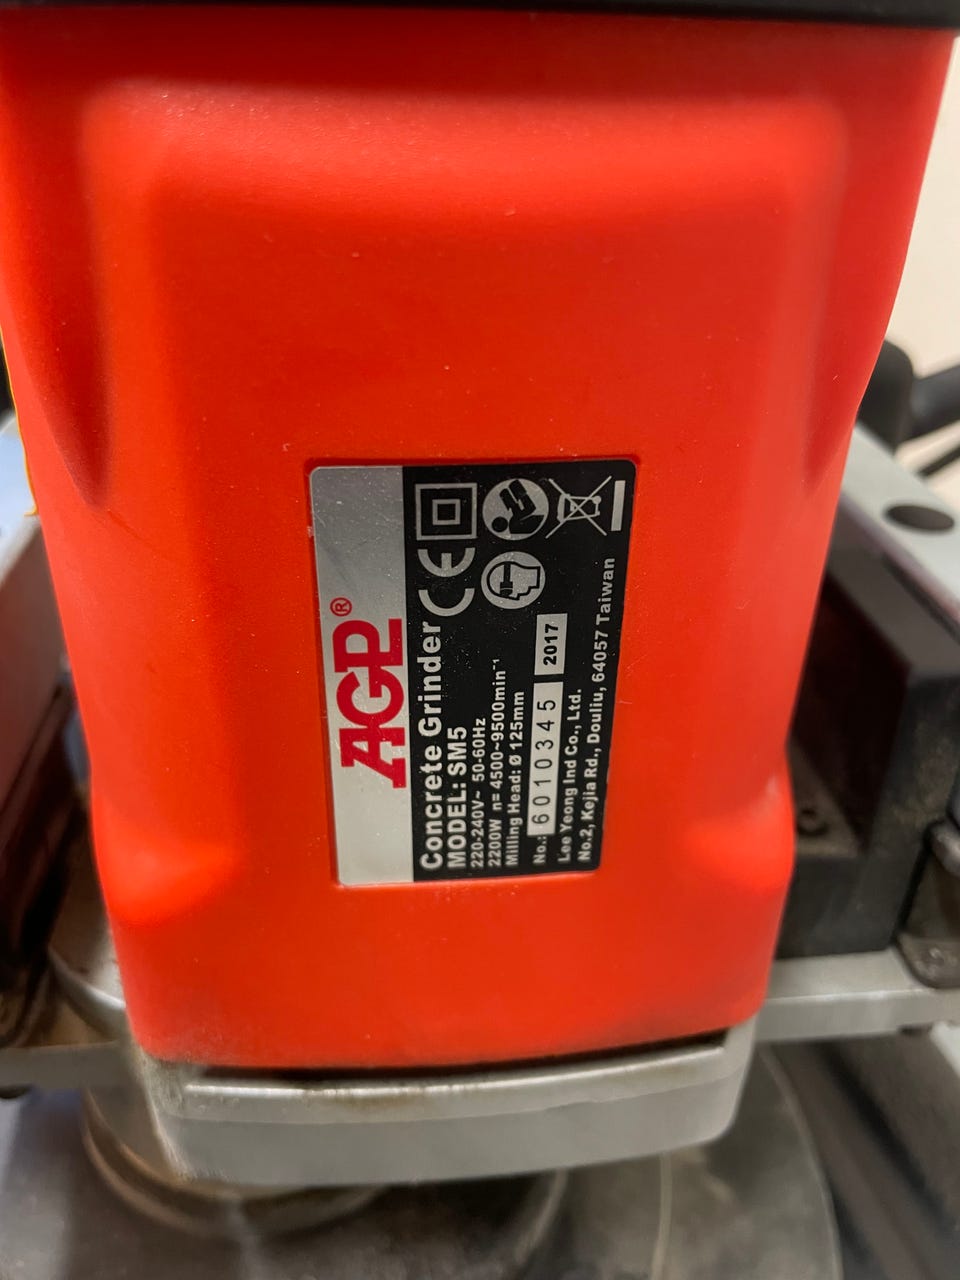 AGP®
Concrete Grinder
MODEL: SM5
220-240V~ 50-60Hz
2200W n= 4500~9500min⁻¹
Milling Head: Ø 125mm
No.: 6010345 2017
Lee Yeong Ind Co., Ltd.
No.2, Kejia Rd., Douliu, 64057 Taiwan
CE